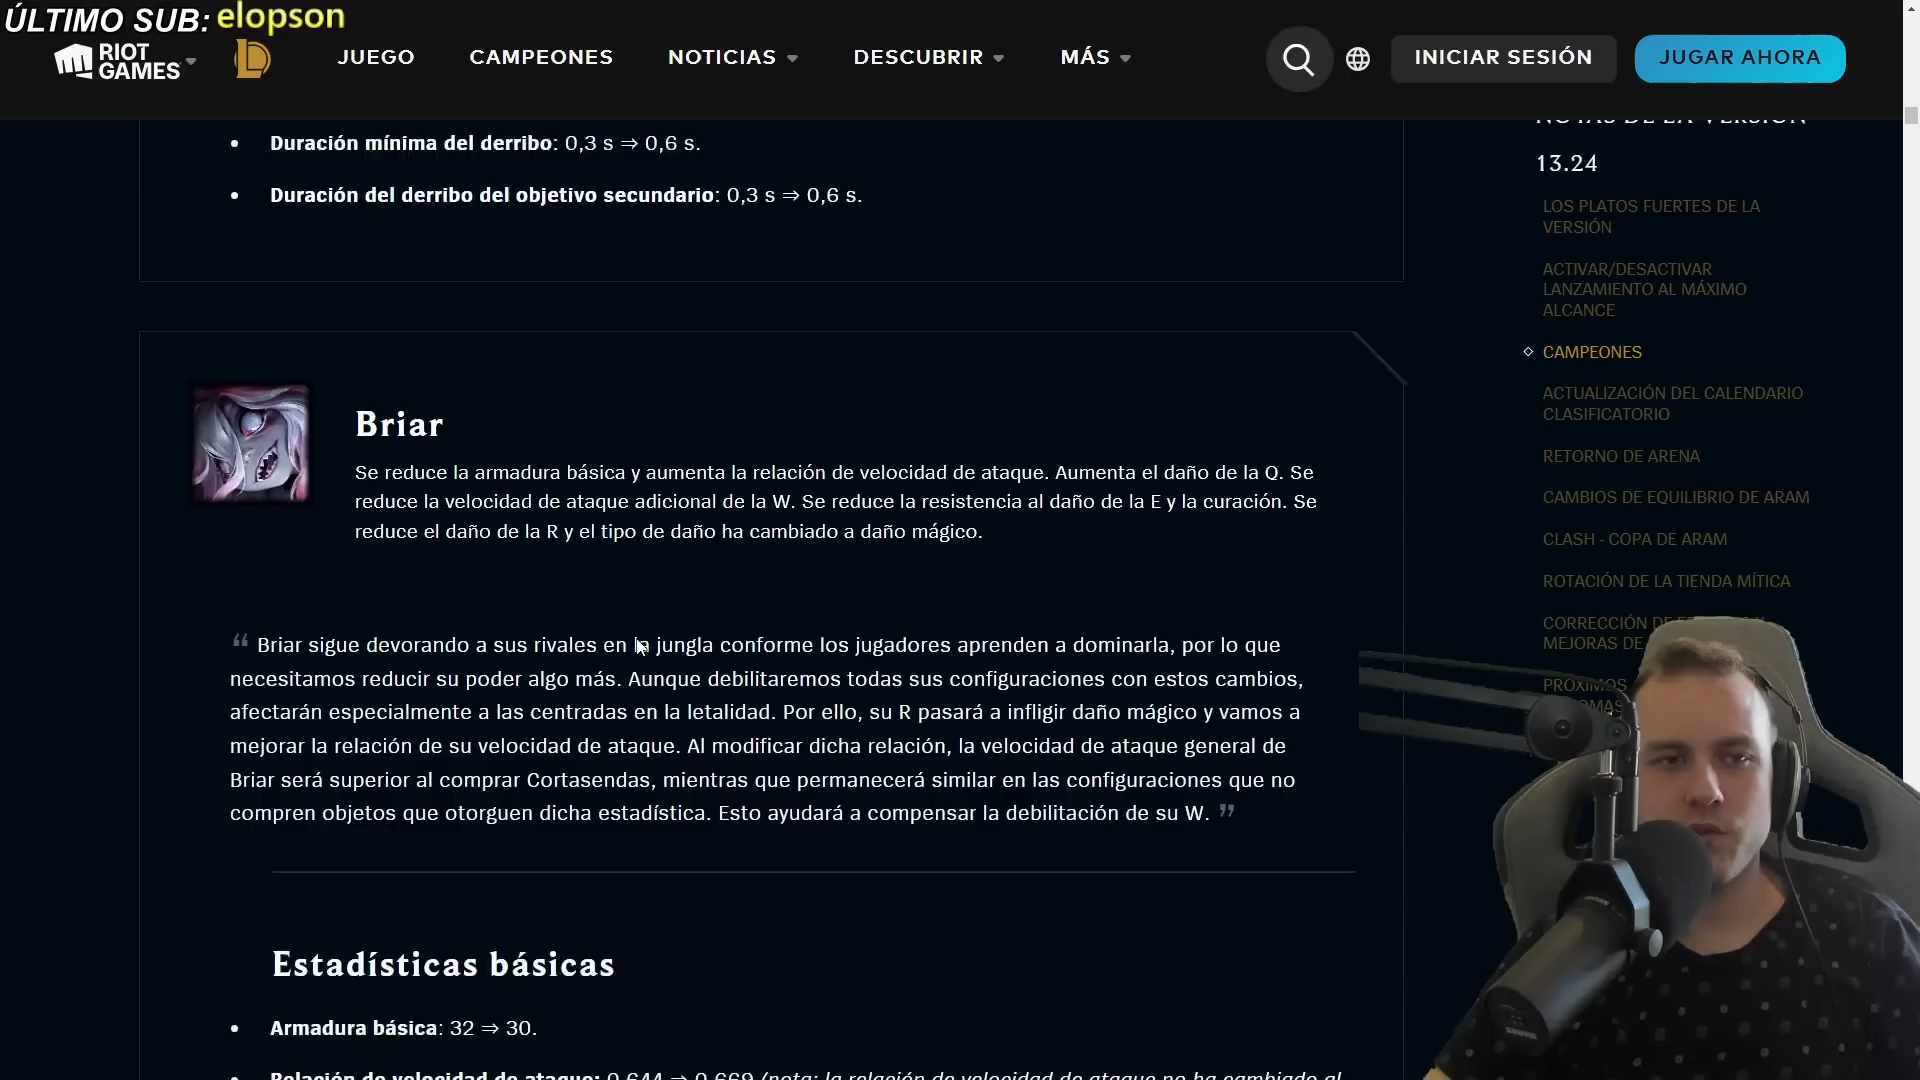 ÚLTIMO SUB: elopson
RIOT GAMES
JUEGO
CAMPEONES
NOTICIAS
DESCUBRIR
MÁS
INICIAR SESIÓN
JUGAR AHORA
Duración mínima del derribo: 0,3 s ⇒ 0,6 s.
Duración del derribo del objetivo secundario: 0,3 s ⇒ 0,6 s.
Briar
Se reduce la armadura básica y aumenta la relación de velocidad de ataque. Aumenta el daño de la Q. Se
reduce la velocidad de ataque adicional de la W. Se reduce la resistencia al daño de la E y la curación. Se
reduce el daño de la R y el tipo de daño ha cambiado a daño mágico.
“ Briar sigue devorando a sus rivales en la jungla conforme los jugadores aprenden a dominarla, por lo que
necesitamos reducir su poder algo más. Aunque debilitaremos todas sus configuraciones con estos cambios,
afectarán especialmente a las centradas en la letalidad. Por ello, su R pasará a infligir daño mágico y vamos a
mejorar la relación de su velocidad de ataque. Al modificar dicha relación, la velocidad de ataque general de
Briar será superior al comprar Cortasendas, mientras que permanecerá similar en las configuraciones que no
compren objetos que otorguen dicha estadística. Esto ayudará a compensar la debilitación de su W. ”
Estadísticas básicas
Armadura básica: 32 ⇒ 30.
Relación de velocidad de ataque: 0,644 ⇒ 0,669 (nota: la relación de velocidad de ataque no ha cambiado al
NOTAS DE LA VERSIÓN
13.24
LOS PLATOS FUERTES DE LA
VERSIÓN
ACTIVAR/DESACTIVAR
LANZAMIENTO AL MÁXIMO
ALCANCE
CAMPEONES
ACTUALIZACIÓN DEL CALENDARIO
CLASIFICATORIO
RETORNO DE ARENA
CAMBIOS DE EQUILIBRIO DE ARAM
CLASH - COPA DE ARAM
ROTACIÓN DE LA TIENDA MÍTICA
CORRECCIÓN DE
MEJORAS DE
PRÓXIMOS